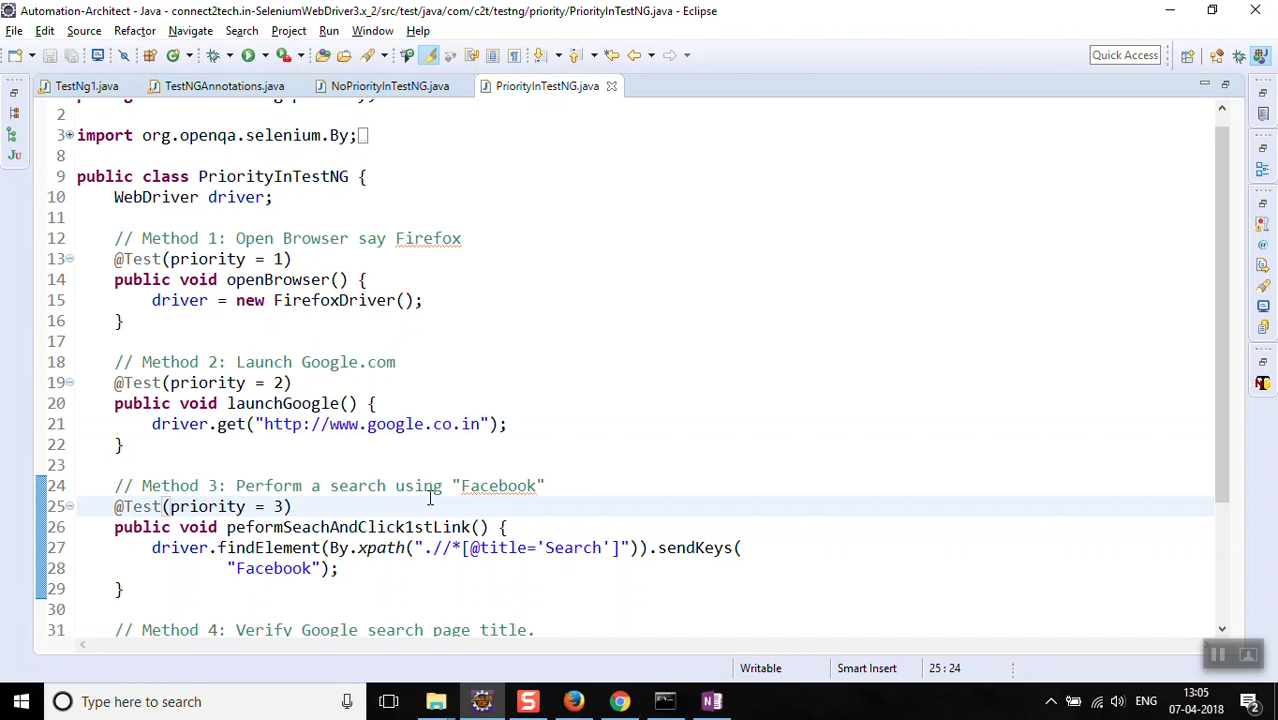 Automation-Architect - Java - connect2tech.in-SeleniumWebDriver3.x_2/src/test/java/com/c2t/testng/priority/PriorityInTestNG.java - Eclipse
File Edit Source Refactor Navigate Search Project Run Window Help
Quick Access
TestNg1.java TestNGAnnotations.java NoPriorityInTestNG.java PriorityInTestNG.java
2
3 import org.openqa.selenium.By;
8
9 public class PriorityInTestNG {
10 WebDriver driver;
11
12 // Method 1: Open Browser say Firefox
13 @Test(priority = 1)
14 public void openBrowser() {
15 driver = new FirefoxDriver();
16 }
17
18 // Method 2: Launch Google.com
19 @Test(priority = 2)
20 public void launchGoogle() {
21 driver.get("http://www.google.co.in");
22 }
23
24 // Method 3: Perform a search using "Facebook"
25 @Test(priority = 3)
26 public void peformSeachAndClick1stLink() {
27 driver.findElement(By.xpath(".//*[@title='Search']")).sendKeys(
28 "Facebook");
29 }
30
31 // Method 4: Verify Google search page title.
Writable Smart Insert 25 : 24
Type here to search
ENG 13:05
07-04-2018